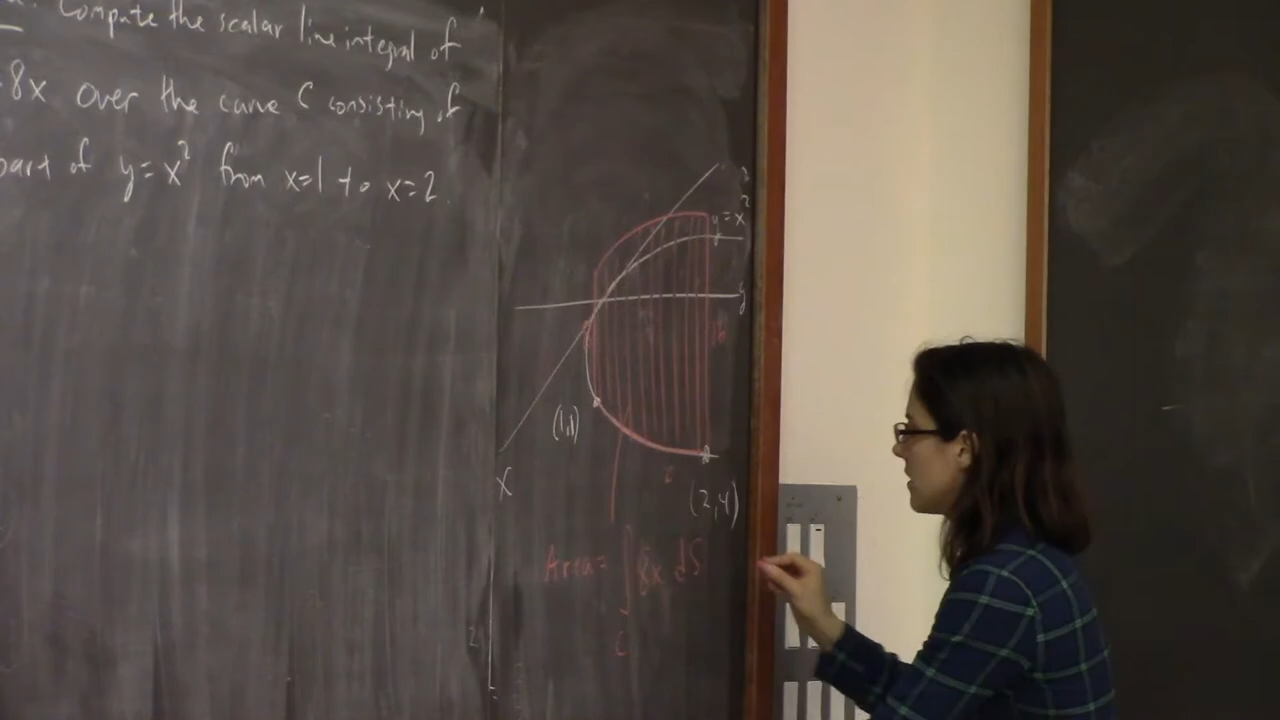 Compute the scalar line integral of
8x over the curve C consisting of
part of y=x² from x=1 to x=2.
y=x²
y
16
(1,1)
x
C
(2,4)
Area= ∫ 8x dS
C